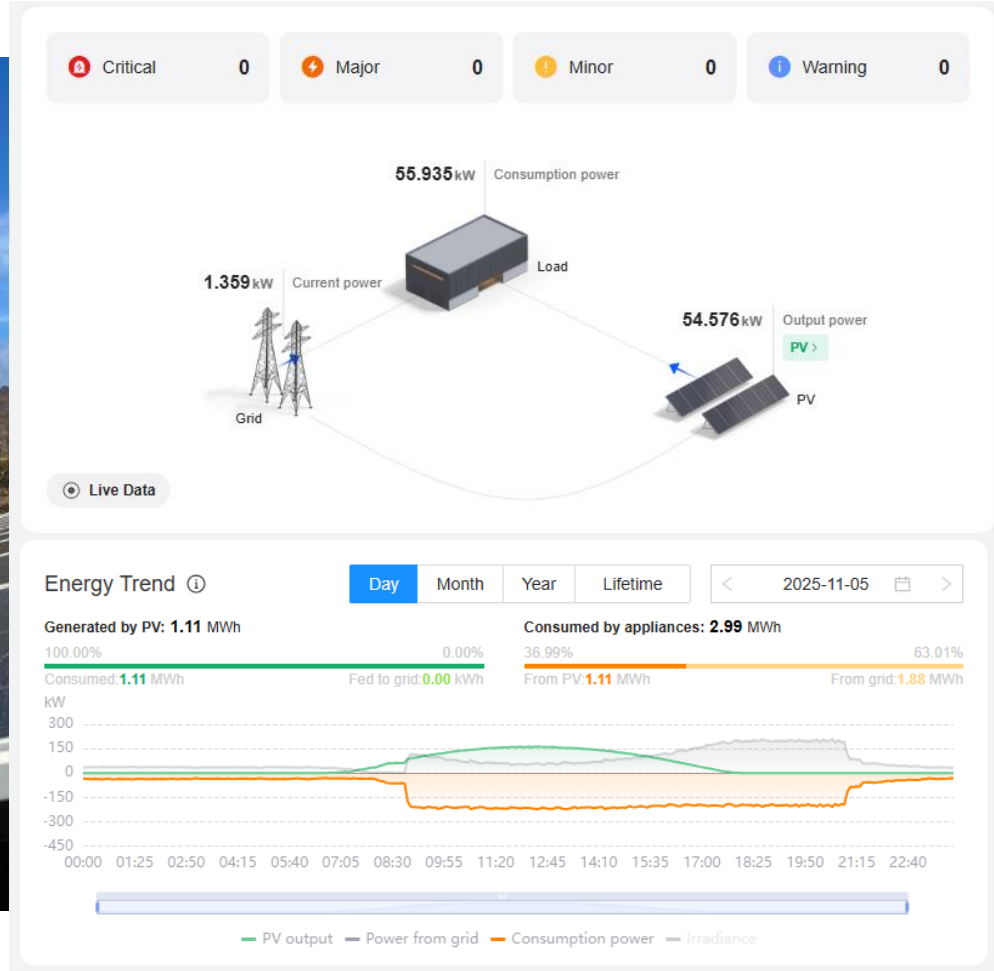 Critical 0 Major 0 Minor 0 Warning 0
55.935 kW Consumption power
Load
1.359 kW Current power
54.576 kW Output power
PV >
PV
Grid
Live Data
Energy Trend Day Month Year Lifetime < 2025-11-05 >
Generated by PV: 1.11 MWh Consumed by appliances: 2.99 MWh
100.00% 0.00% 36.99% 63.01%
Consumed:1.11 MWh Fed to grid:0.00 kWh From PV:1.11 MWh From grid:1.88 MWh
kW
300
150
0
-150
-300
-450
00:00 01:25 02:50 04:15 05:40 07:05 08:30 09:55 11:20 12:45 14:10 15:35 17:00 18:25 19:50 21:15 22:40
PV output Power from grid Consumption power Irradiance